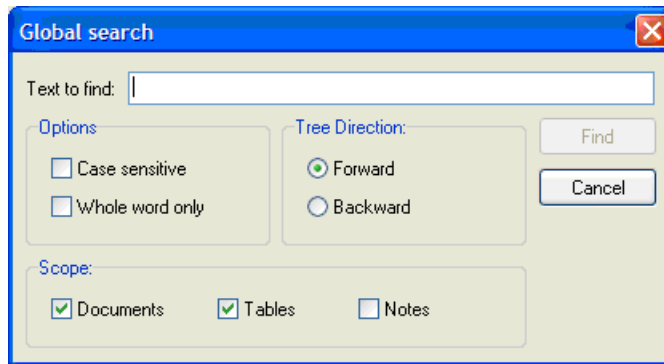 Global search
Text to find:
Options
Case sensitive
Whole word only
Tree Direction:
Forward
Backward
Find
Cancel
Scope:
Documents Tables Notes